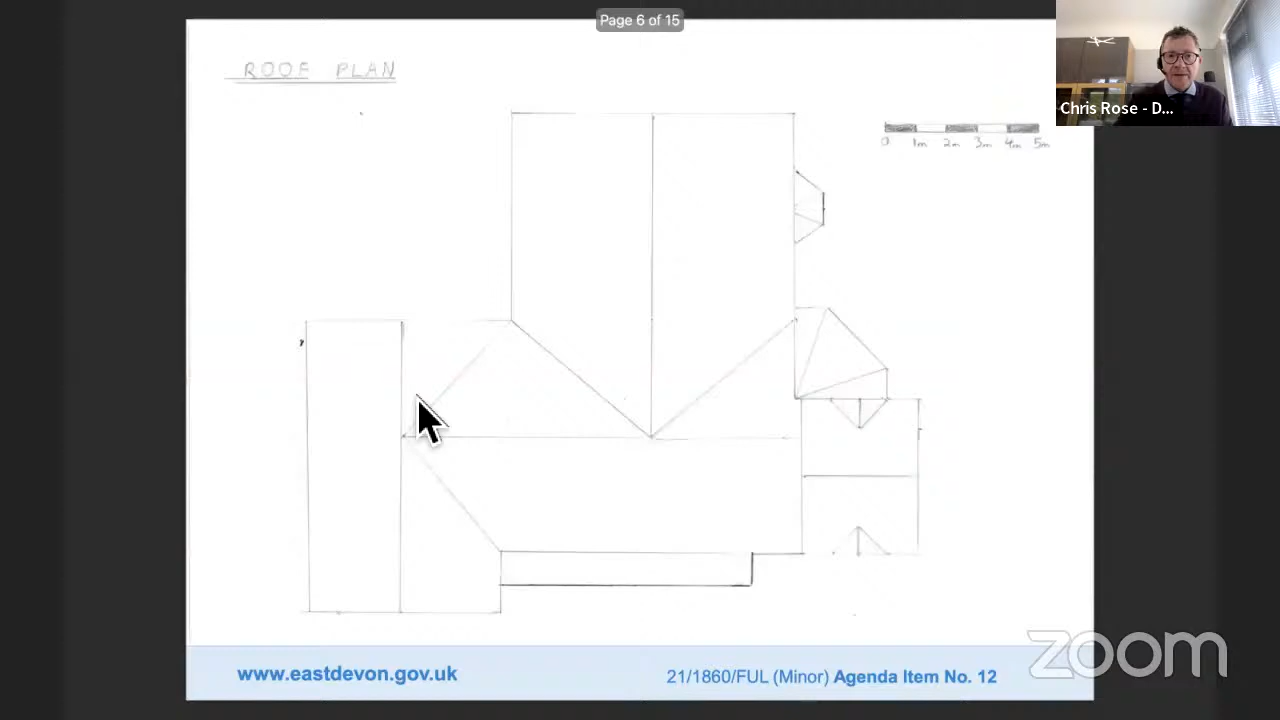 Page 6 of 15
ROOF PLAN
Chris Rose - D...
0 1m 2m 3m 4m 5m
www.eastdevon.gov.uk
21/1860/FUL (Minor) Agenda Item No. 12
zoom